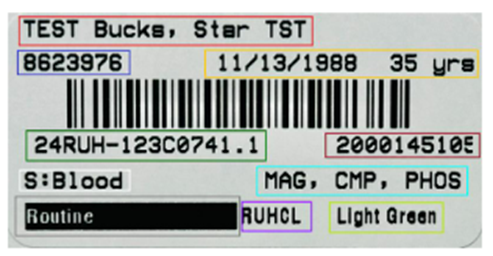 TEST Bucks, Star TST
8623976 11/13/1988 35 yrs
24RUH-123C0741.1 2000145105
S:Blood MAG, CMP, PHOS
Routine RUHCL Light Green